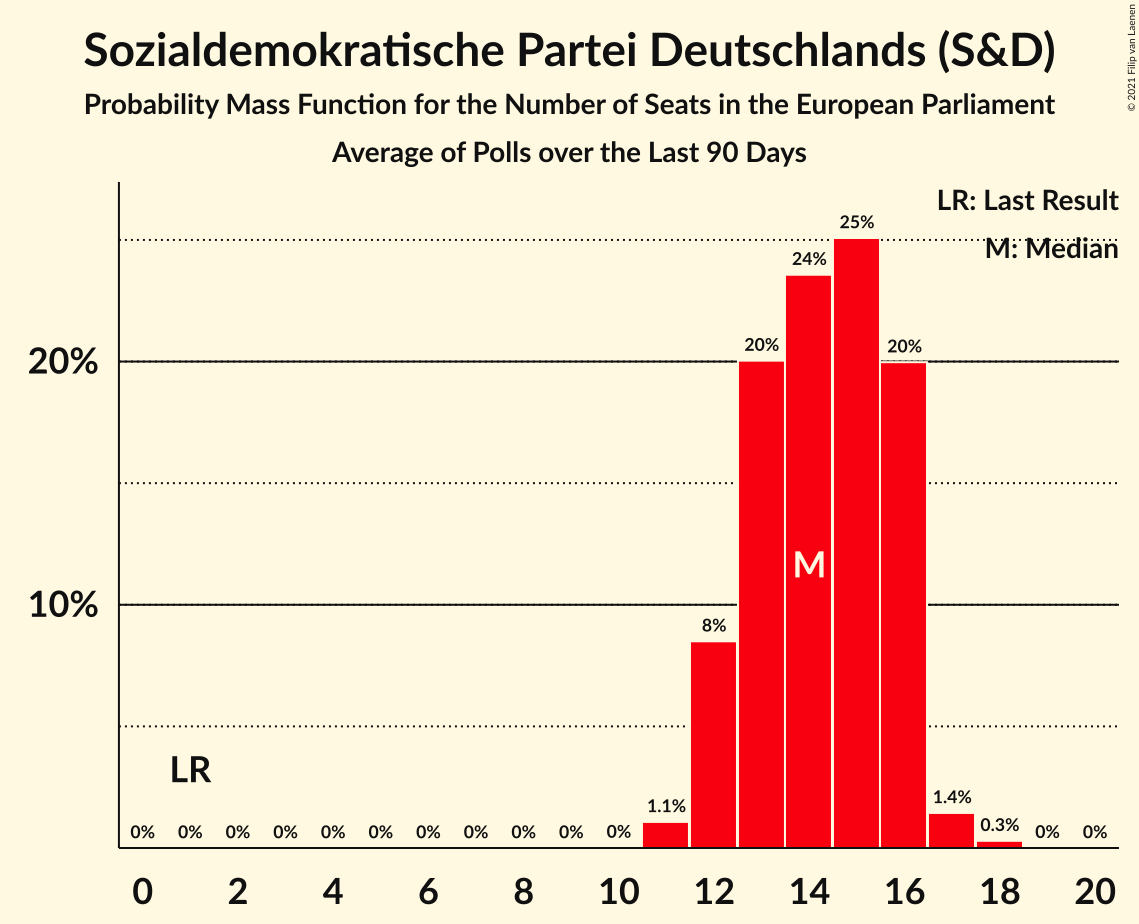 Sozialdemokratische Partei Deutschlands (S&D)
Probability Mass Function for the Number of Seats in the European Parliament
Average of Polls over the Last 90 Days
© 2021 Filip van Laenen
LR: Last Result
M: Median
25%
24%
20%
20%
20%
M
10%
8%
LR
1.1%
1.4%
0.3%
0% 0% 0% 0% 0% 0% 0% 0% 0% 0% 0% 0% 0%
0 2 4 6 8 10 12 14 16 18 20